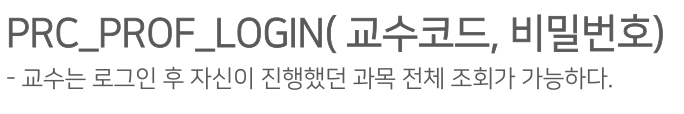 PRC_PROF_LOGIN( 교수코드, 비밀번호)
- 교수는 로그인 후 자신이 진행했던 과목 전체 조회가 가능하다.